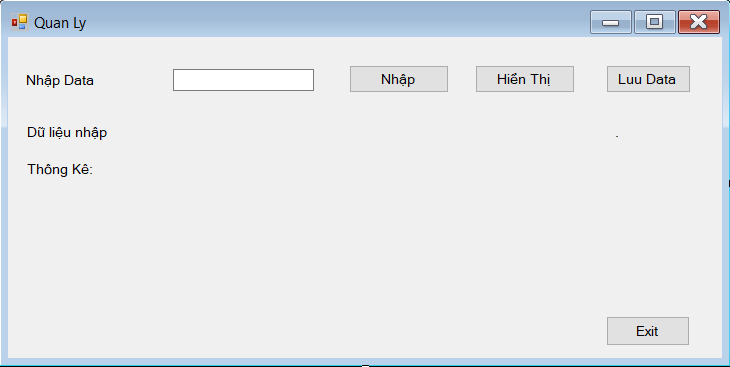 Quan Ly
Nhập Data
Nhập
Hiển Thị
Luu Data
Dữ liệu nhập
.
Thông Kê:
Exit